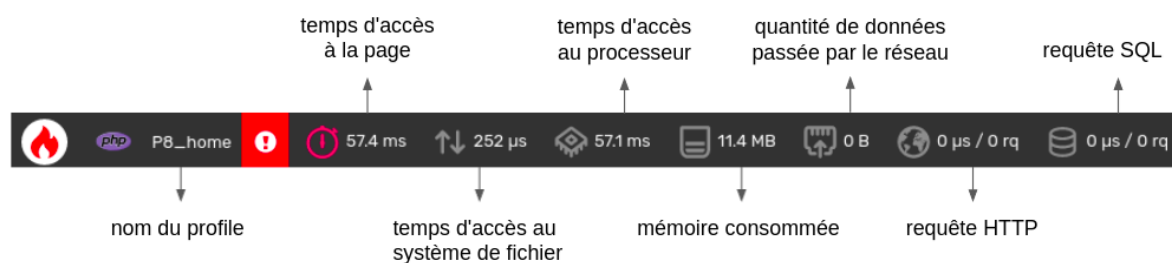 temps d'accès
à la page
temps d'accès
au processeur
quantité de données
passée par le réseau
requête SQL
php P8_home 57.4 ms 252 µs 57.1 ms 11.4 MB 0 B 0 µs / 0 rq 0 µs / 0 rq
nom du profile
temps d'accès au
système de fichier
mémoire consommée
requête HTTP